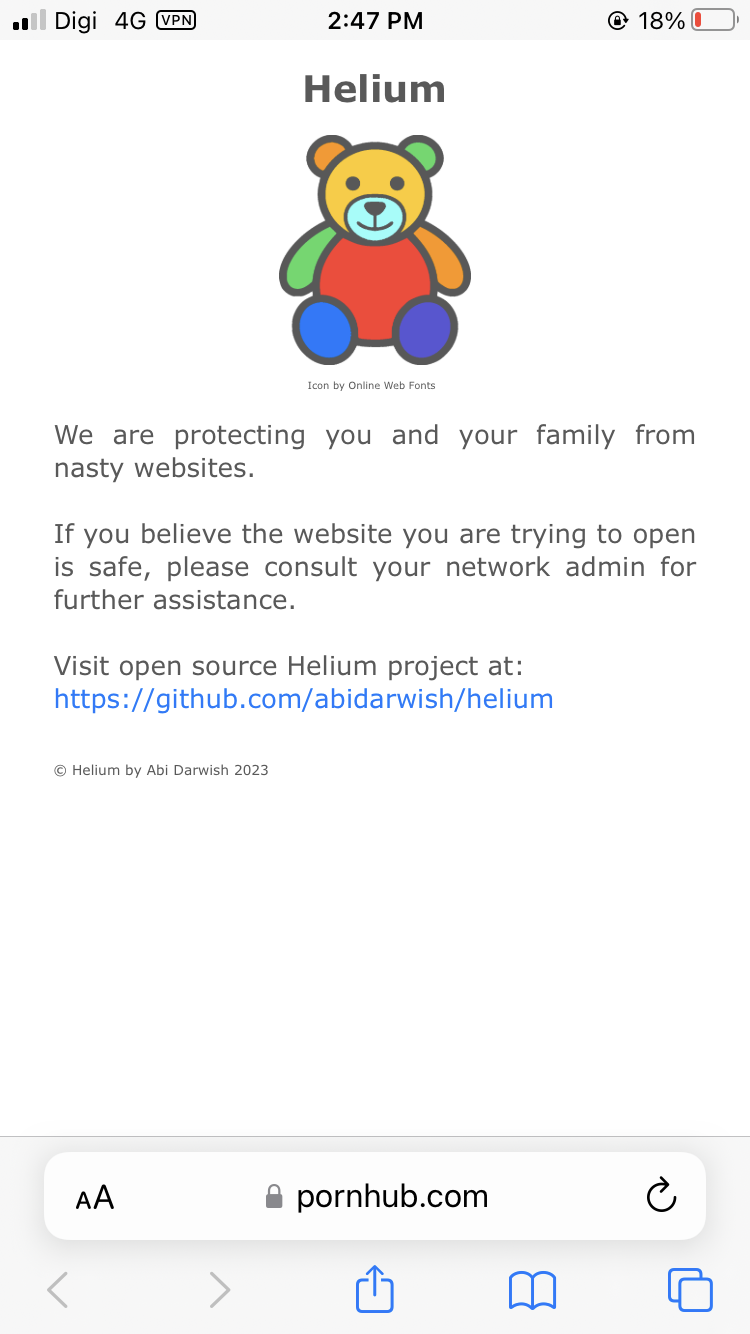 Digi 4G VPN 2:47 PM 18%
Helium
Icon by Online Web Fonts
We are protecting you and your family from
nasty websites.
If you believe the website you are trying to open
is safe, please consult your network admin for
further assistance.
Visit open source Helium project at:
https://github.com/abidarwish/helium
© Helium by Abi Darwish 2023
AA pornhub.com